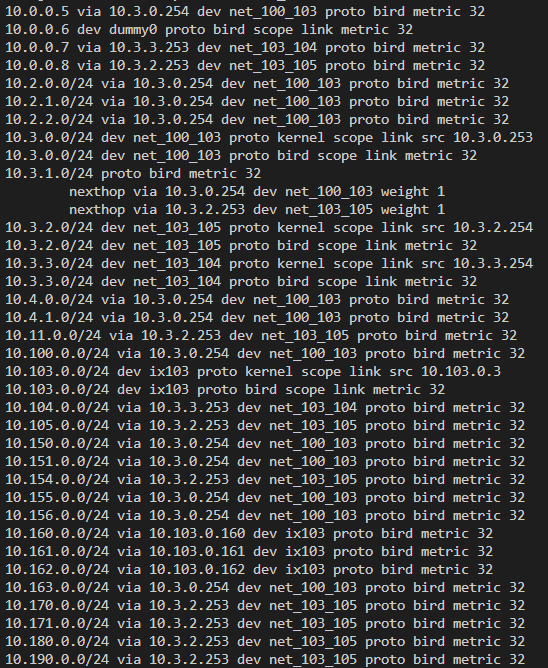 10.0.0.5 via 10.3.0.254 dev net_100_103 proto bird metric 32
10.0.0.6 dev dummy0 proto bird scope link metric 32
10.0.0.7 via 10.3.3.253 dev net_103_104 proto bird metric 32
10.0.0.8 via 10.3.2.253 dev net_103_105 proto bird metric 32
10.2.0.0/24 via 10.3.0.254 dev net_100_103 proto bird metric 32
10.2.1.0/24 via 10.3.0.254 dev net_100_103 proto bird metric 32
10.2.2.0/24 via 10.3.0.254 dev net_100_103 proto bird metric 32
10.3.0.0/24 dev net_100_103 proto kernel scope link src 10.3.0.253
10.3.0.0/24 dev net_100_103 proto bird scope link metric 32
10.3.1.0/24 proto bird metric 32
nexthop via 10.3.0.254 dev net_100_103 weight 1
nexthop via 10.3.2.253 dev net_103_105 weight 1
10.3.2.0/24 dev net_103_105 proto kernel scope link src 10.3.2.254
10.3.2.0/24 dev net_103_105 proto bird scope link metric 32
10.3.3.0/24 dev net_103_104 proto kernel scope link src 10.3.3.254
10.3.3.0/24 dev net_103_104 proto bird scope link metric 32
10.4.0.0/24 via 10.3.0.254 dev net_100_103 proto bird metric 32
10.4.1.0/24 via 10.3.0.254 dev net_100_103 proto bird metric 32
10.11.0.0/24 via 10.3.2.253 dev net_103_105 proto bird metric 32
10.100.0.0/24 via 10.3.0.254 dev net_100_103 proto bird metric 32
10.103.0.0/24 dev ix103 proto kernel scope link src 10.103.0.3
10.103.0.0/24 dev ix103 proto bird scope link metric 32
10.104.0.0/24 via 10.3.3.253 dev net_103_104 proto bird metric 32
10.105.0.0/24 via 10.3.2.253 dev net_103_105 proto bird metric 32
10.150.0.0/24 via 10.3.0.254 dev net_100_103 proto bird metric 32
10.151.0.0/24 via 10.3.0.254 dev net_100_103 proto bird metric 32
10.154.0.0/24 via 10.3.2.253 dev net_103_105 proto bird metric 32
10.155.0.0/24 via 10.3.0.254 dev net_100_103 proto bird metric 32
10.156.0.0/24 via 10.3.0.254 dev net_100_103 proto bird metric 32
10.160.0.0/24 via 10.103.0.160 dev ix103 proto bird metric 32
10.161.0.0/24 via 10.103.0.161 dev ix103 proto bird metric 32
10.162.0.0/24 via 10.103.0.162 dev ix103 proto bird metric 32
10.163.0.0/24 via 10.3.0.254 dev net_100_103 proto bird metric 32
10.170.0.0/24 via 10.3.2.253 dev net_103_105 proto bird metric 32
10.171.0.0/24 via 10.3.2.253 dev net_103_105 proto bird metric 32
10.180.0.0/24 via 10.3.2.253 dev net_103_105 proto bird metric 32
10.190.0.0/24 via 10.3.2.253 dev net_103_105 proto bird metric 32